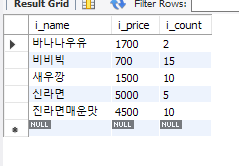 Result Grid Filter Rows:
i_name i_price i_count
바나나우유 1700 2
비비빅 700 15
새우깡 1500 10
신라면 5000 5
진라면매운맛 4500 10
NULL NULL NULL